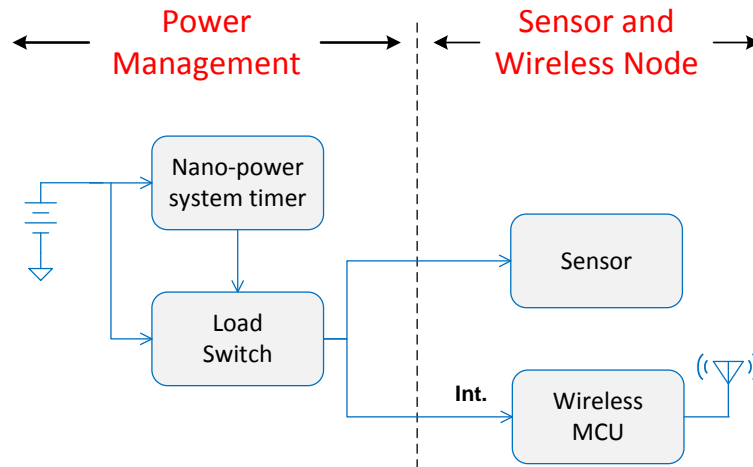 Power
Management
Sensor and
Wireless Node
Nano-power
system timer
Load
Switch
Sensor
Int.
Wireless
MCU